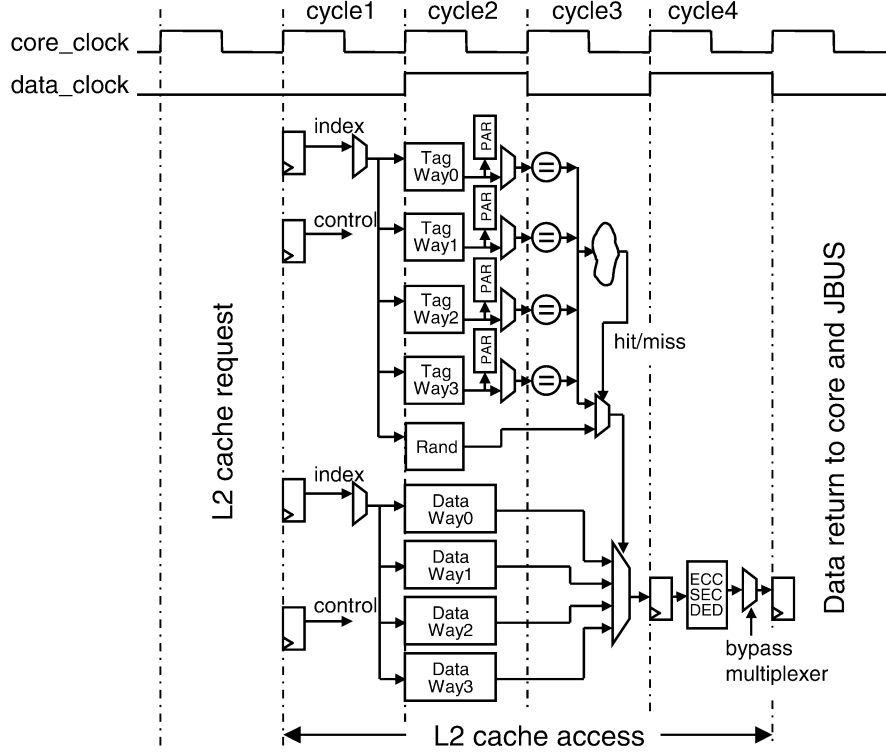 cycle1 cycle2 cycle3 cycle4
core_clock
data_clock
index
control
Tag
Way0
PAR
Tag
Way1
PAR
Tag
Way2
PAR
Tag
Way3
PAR
Rand
hit/miss
L2 cache request
Data return to core and JBUS
index
control
Data
Way0
Data
Way1
Data
Way2
Data
Way3
ECC
SEC
DED
bypass
multiplexer
L2 cache access